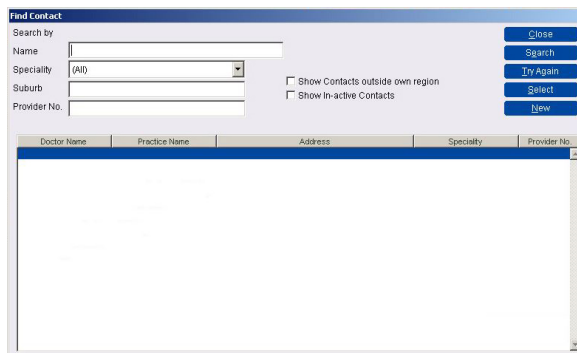 Find Contact
Search by
Close
Name
Search
Speciality
(All)
Try Again
Show Contacts outside own region
Suburb
Select
Show In-active Contacts
Provider No.
New
Doctor Name Practice Name Address Speciality Provider No.